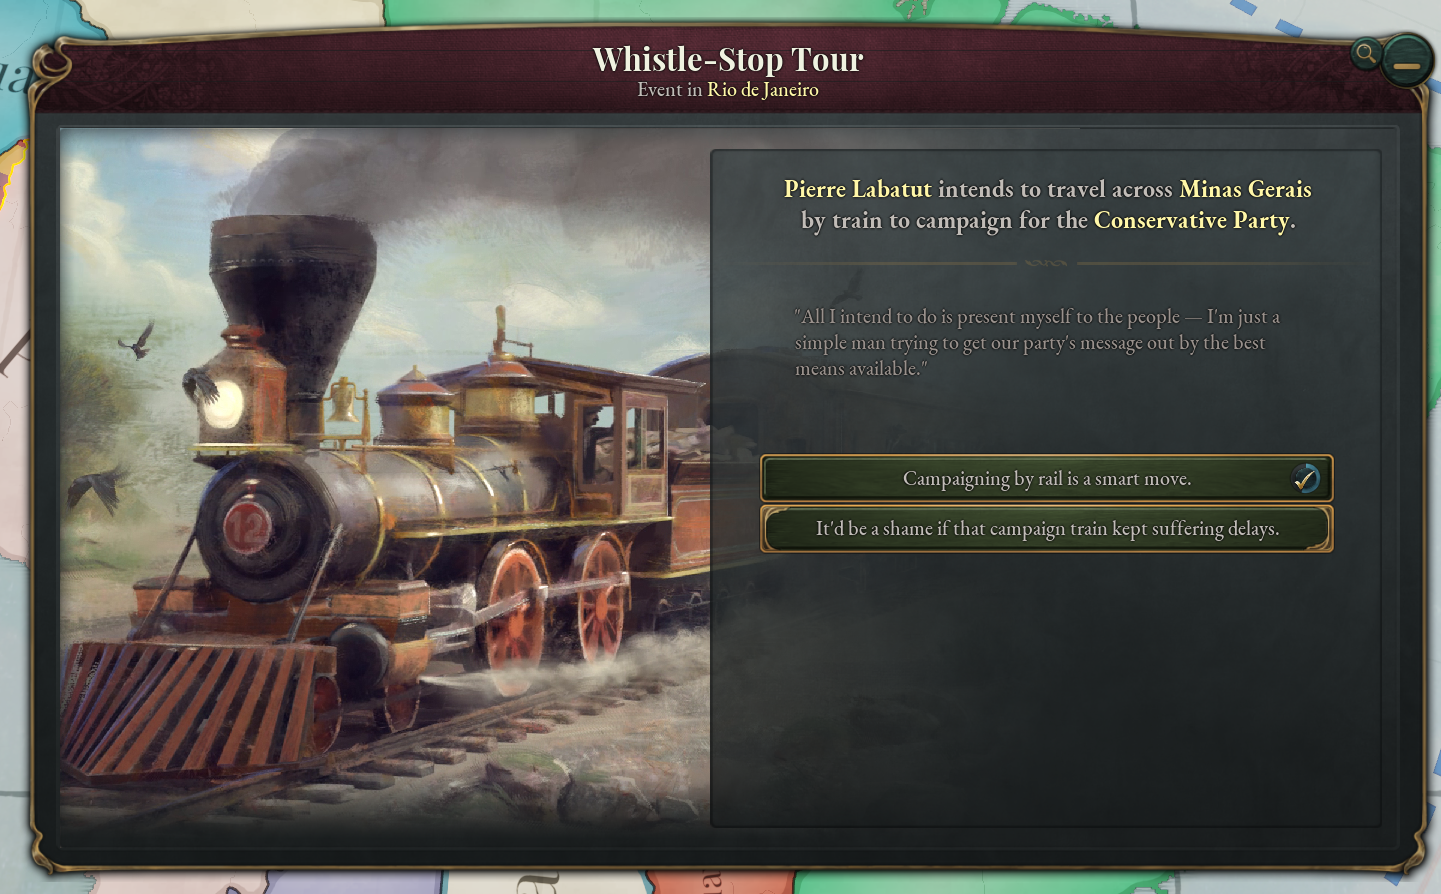 Whistle-Stop Tour
Event in Rio de Janeiro
Pierre Labatut intends to travel across Minas Gerais
by train to campaign for the Conservative Party.
"All I intend to do is present myself to the people — I'm just a
simple man trying to get our party's message out by the best
means available."
Campaigning by rail is a smart move.
It'd be a shame if that campaign train kept suffering delays.
12